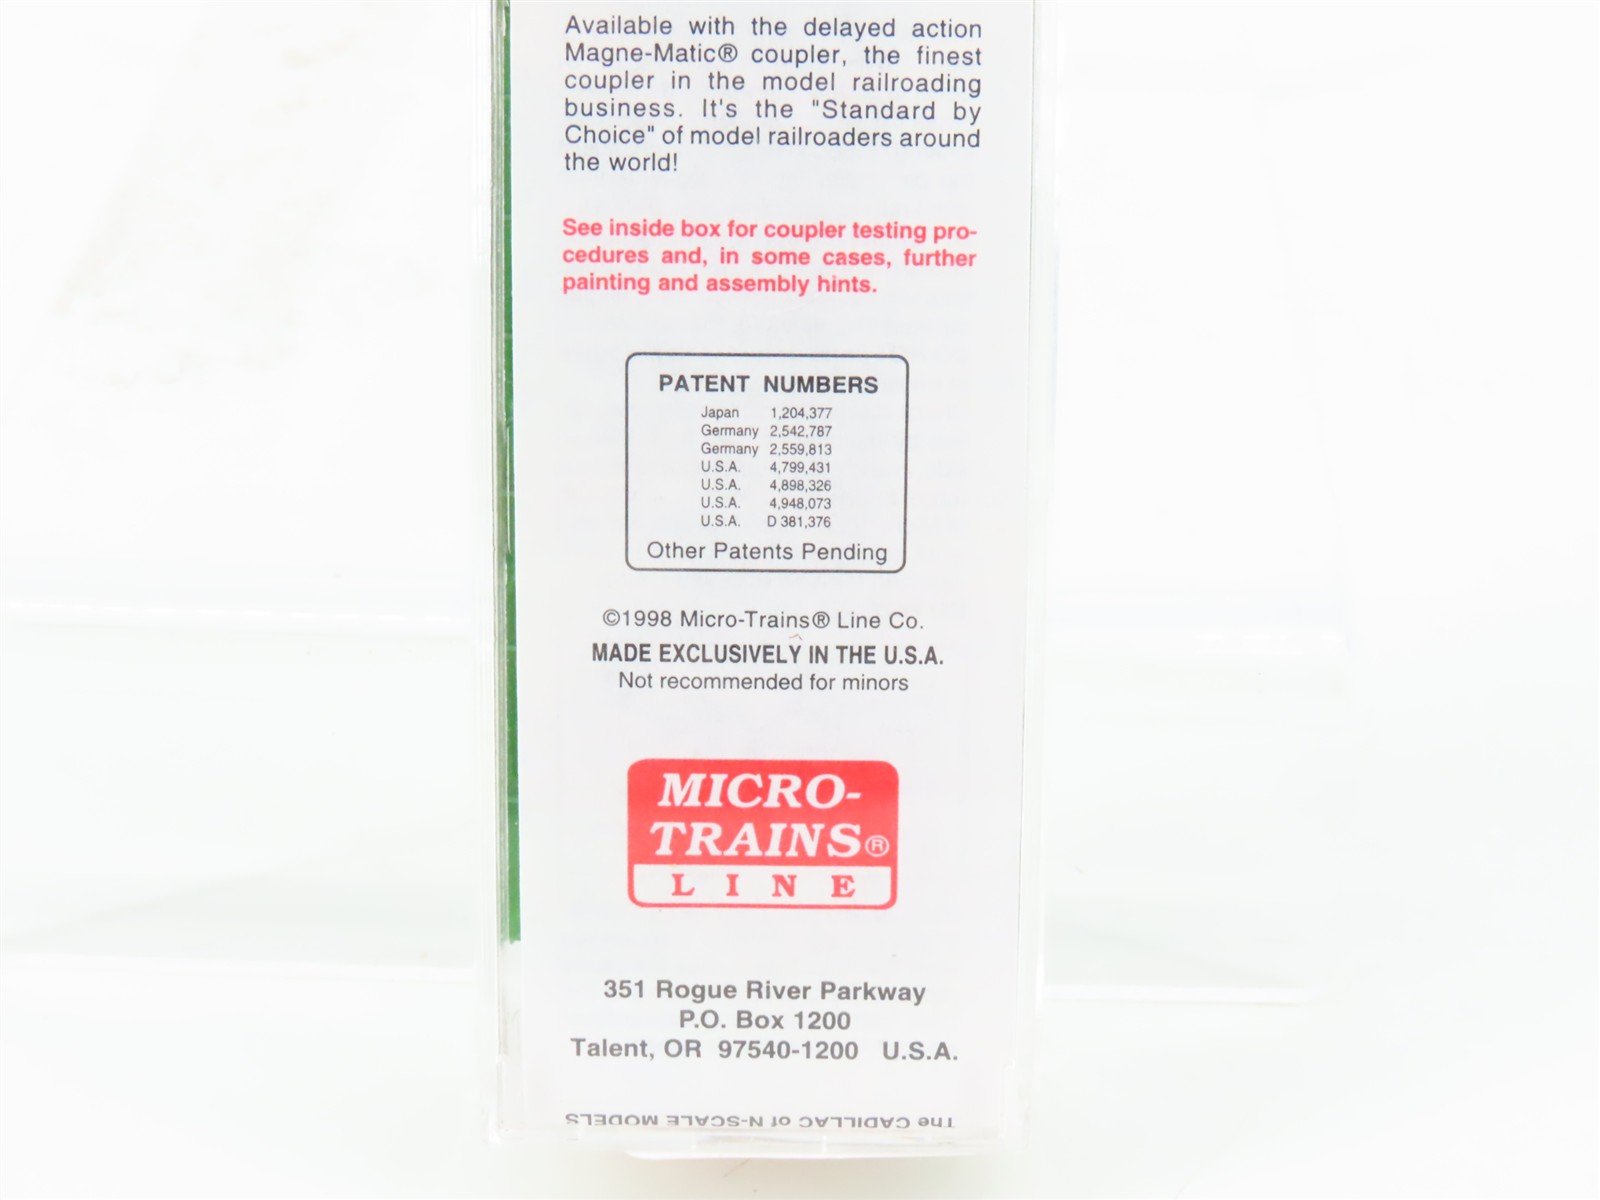 Available with the delayed action
Magne-Matic® coupler, the finest
coupler in the model railroading
business. It's the "Standard by
Choice" of model railroaders around
the world!
See inside box for coupler testing pro-
cedures and, in some cases, further
painting and assembly hints.
PATENT NUMBERS
Japan 1,204,377
Germany 2,542,787
Germany 2,559,813
U.S.A. 4,799,431
U.S.A. 4,898,326
U.S.A. 4,948,073
U.S.A. D 381,376
Other Patents Pending
©1998 Micro-Trains® Line Co.
MADE EXCLUSIVELY IN THE U.S.A.
Not recommended for minors
MICRO-
TRAINS®
LINE
351 Rogue River Parkway
P.O. Box 1200
Talent, OR 97540-1200 U.S.A.
The CADILLAC of N-SCALE MODELS